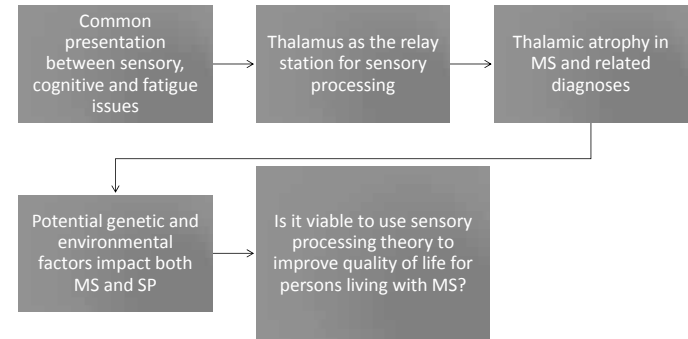 Common
presentation
between sensory,
cognitive and fatigue
issues
Thalamus as the relay
station for sensory
processing
Thalamic atrophy in
MS and related
diagnoses
Potential genetic and
environmental
factors impact both
MS and SP
Is it viable to use sensory
processing theory to
improve quality of life for
persons living with MS?